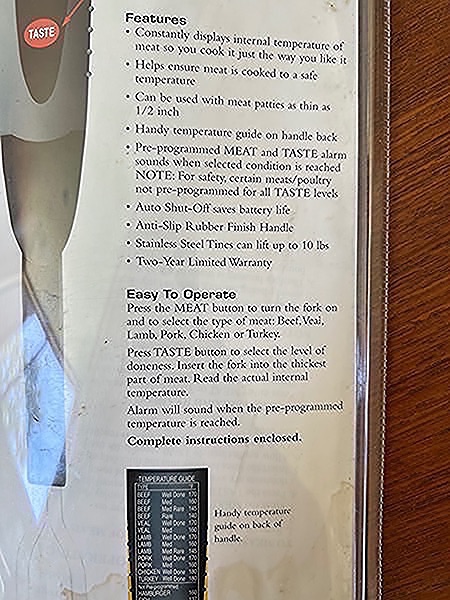 TASTE
Features
• Constantly displays internal temperature of
meat so you cook it just the way you like it
• Helps ensure meat is cooked to a safe
temperature
• Can be used with meat patties as thin as
1/2 inch
• Handy temperature guide on handle back
• Pre-programmed MEAT and TASTE alarm
sounds when selected condition is reached
NOTE: For safety, certain meats/poultry
not pre-programmed for all TASTE levels
• Auto Shut-Off saves battery life
• Anti-Slip Rubber Finish Handle
• Stainless Steel Tines can lift up to 10 lbs
• Two-Year Limited Warranty
Easy To Operate
Press the MEAT button to turn the fork on
and to select the type of meat: Beef, Veal,
Lamb, Pork, Chicken or Turkey.
Press TASTE button to select the level of
doneness. Insert the fork into the thickest
part of meat. Read the actual internal
temperature.
Alarm will sound when the pre-programmed
temperature is reached.
Complete instructions enclosed.
TEMPERATURE GUIDE
TYPE °F
BEEF Well Done 170
BEEF Med 160
BEEF Med Rare 145
BEEF Rare 140
VEAL Well Done 170
VEAL Med 160
LAMB Well Done 170
LAMB Med 160
LAMB Med Rare 145
PORK Well Done 170
PORK Med 160
CHICKEN Well Done 180
TURKEY Well Done 180
Not Pre-programmed
HAMBURGER 160
Handy temperature
guide on back of
handle.